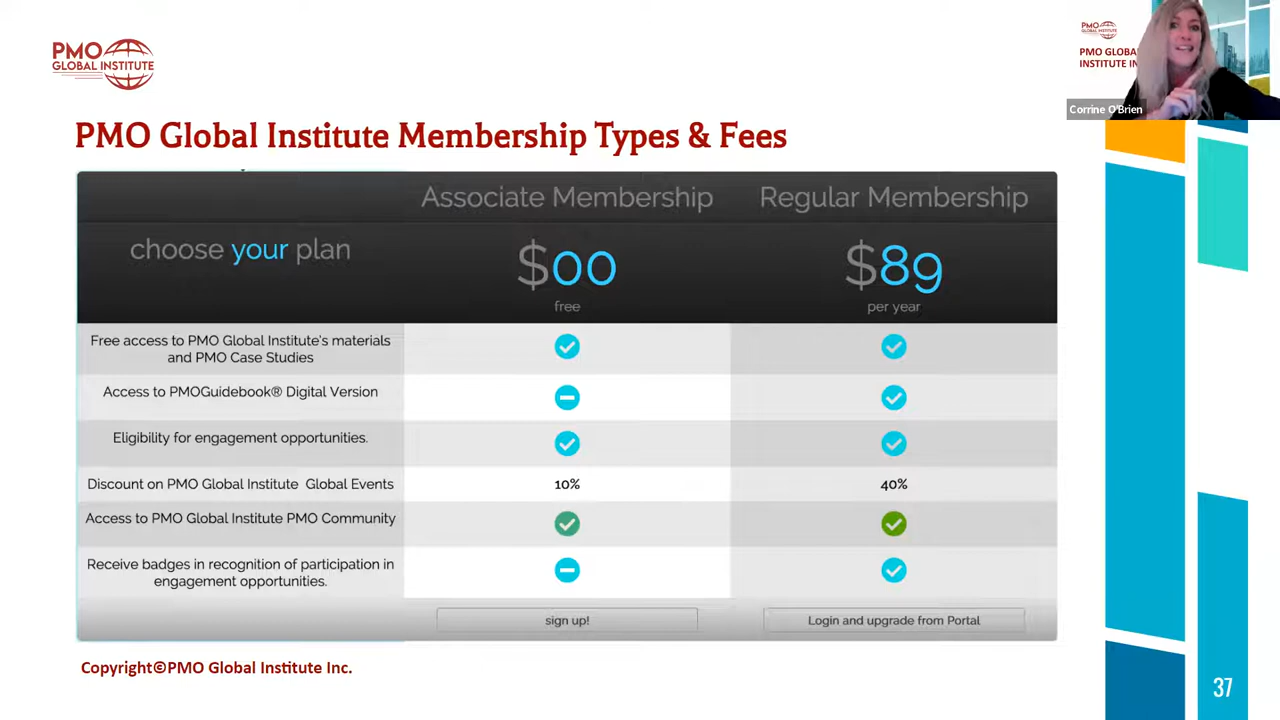 PMO
GLOBAL INSTITUTE
PMO GLOBAL
INSTITUTE IN
Corrine O'Brien
PMO Global Institute Membership Types & Fees
choose your plan
Associate Membership
$00
free
Regular Membership
$89
per year
Free access to PMO Global Institute's materials
and PMO Case Studies
Access to PMOGuidebook® Digital Version
Eligibility for engagement opportunities.
Discount on PMO Global Institute Global Events
10%
40%
Access to PMO Global Institute PMO Community
Receive badges in recognition of participation in
engagement opportunities.
sign up!
Login and upgrade from Portal
Copyright©PMO Global Institute Inc.
37